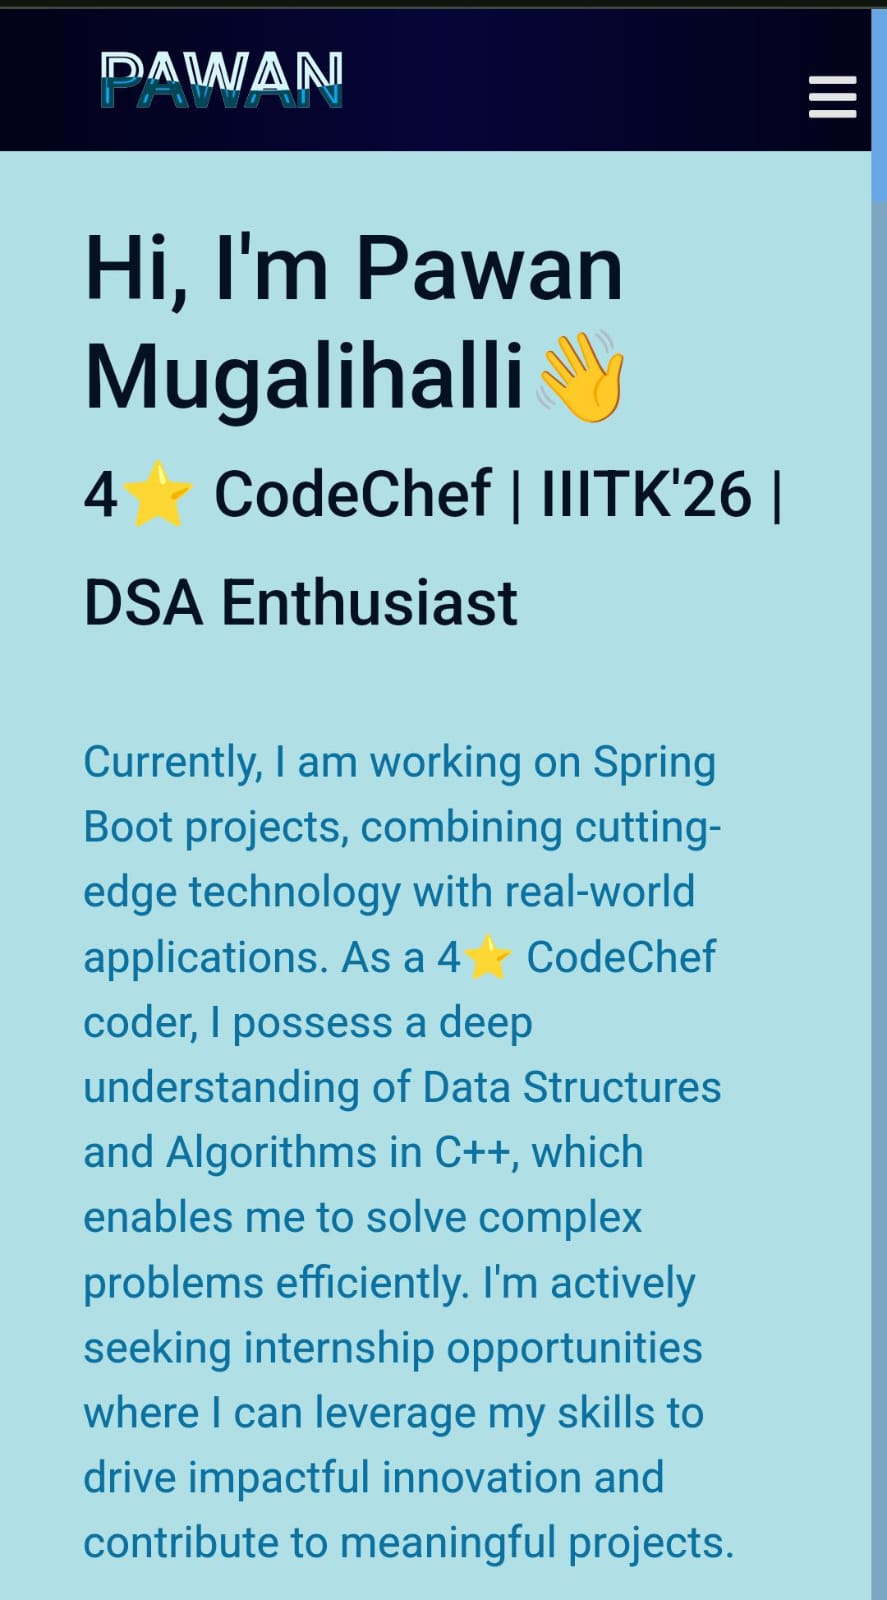 PAWAN
Hi, I'm Pawan
Mugalihalli👋
4⭐ CodeChef | IIITK'26 |
DSA Enthusiast
Currently, I am working on Spring
Boot projects, combining cutting-
edge technology with real-world
applications. As a 4⭐ CodeChef
coder, I possess a deep
understanding of Data Structures
and Algorithms in C++, which
enables me to solve complex
problems efficiently. I'm actively
seeking internship opportunities
where I can leverage my skills to
drive impactful innovation and
contribute to meaningful projects.